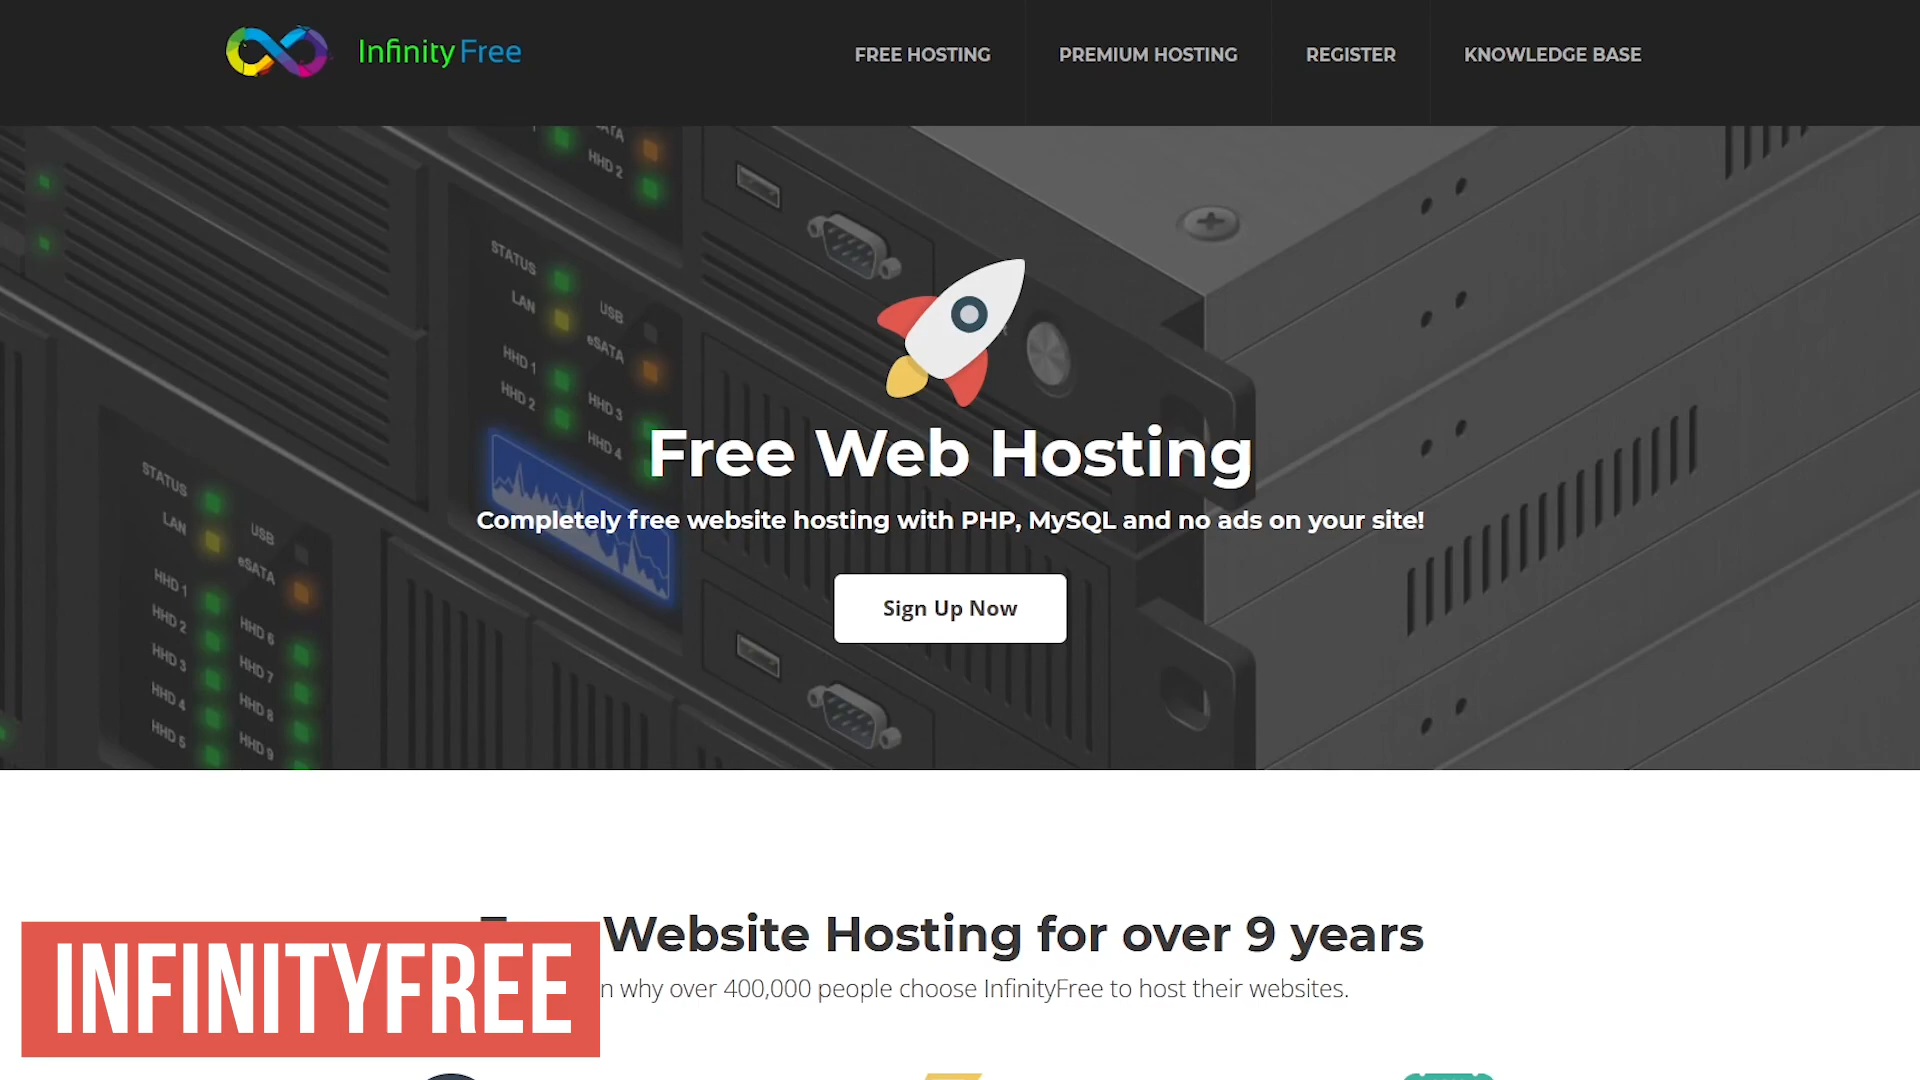 Infinity Free
FREE HOSTING
PREMIUM HOSTING
REGISTER
KNOWLEDGE BASE
HHD 2
STATUS
LAN
USB
eSATA
HHD 1
HHD 2
HHD 3
HHD 4
Free Web Hosting
Completely free website hosting with PHP, MySQL and no ads on your site!
Sign Up Now
STATUS
LAN
USB
eSATA
HHD 1
HHD 2
HHD 3
HHD 4
HHD 5
HHD 6
HHD 7
HHD 8
HHD 9
Website Hosting for over 9 years
why over 400,000 people choose InfinityFree to host their websites.
INFINITYFREE